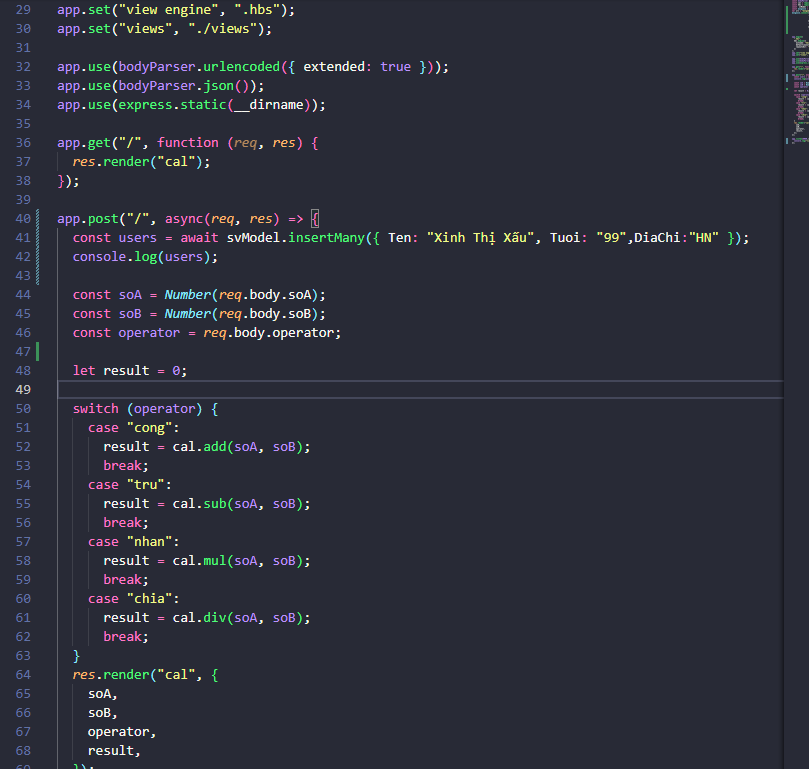 29 app.set("view engine", ".hbs");
30 app.set("views", "./views");
31
32 app.use(bodyParser.urlencoded({ extended: true }));
33 app.use(bodyParser.json());
34 app.use(express.static(__dirname));
35
36 app.get("/", function (req, res) {
37 res.render("cal");
38 });
39
40 app.post("/", async(req, res) => {
41 const users = await svModel.insertMany({ Ten: "Xinh Thị Xấu", Tuoi: "99",DiaChi:"HN" });
42 console.log(users);
43
44 const soA = Number(req.body.soA);
45 const soB = Number(req.body.soB);
46 const operator = req.body.operator;
47
48 let result = 0;
49
50 switch (operator) {
51 case "cong":
52 result = cal.add(soA, soB);
53 break;
54 case "tru":
55 result = cal.sub(soA, soB);
56 break;
57 case "nhan":
58 result = cal.mul(soA, soB);
59 break;
60 case "chia":
61 result = cal.div(soA, soB);
62 break;
63 }
64 res.render("cal", {
65 soA,
66 soB,
67 operator,
68 result,
69 });